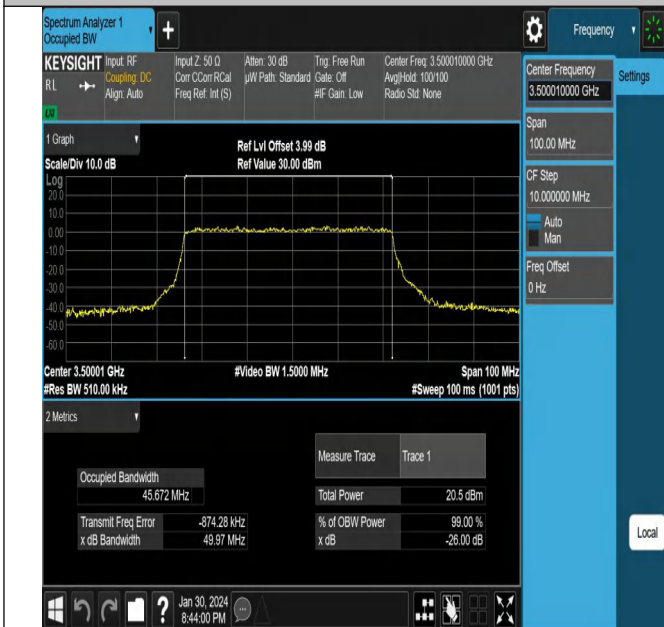 Spectrum Analyzer 1
Occupied BW
Frequency
KEYSIGHT Input: RF
RL
Coupling: DC
Align: Auto
Input Z: 50 Ω
Corr CCorr RCal
Freq Ref: Int (S)
Atten: 30 dB
µW Path: Standard
Trig: Free Run
Gate: Off
#IF Gain: Low
Center Freq: 3.500010000 GHz
Avg|Hold: 100/100
Radio Std: None
Center Frequency
3.500010000 GHz
Settings
Span
100.00 MHz
CF Step
10.000000 MHz
Auto
Man
Freq Offset
0 Hz
1 Graph
Scale/Div 10.0 dB
Ref Lvl Offset 3.99 dB
Ref Value 30.00 dBm
Log
20.0
10.0
0.00
-10.0
-20.0
-30.0
-40.0
-50.0
-60.0
Center 3.50001 GHz
#Res BW 510.00 kHz
#Video BW 1.5000 MHz
Span 100 MHz
#Sweep 100 ms (1001 pts)
2 Metrics
Measure Trace Trace 1
Occupied Bandwidth
45.672 MHz
Total Power 20.5 dBm
Transmit Freq Error -874.28 kHz
% of OBW Power 99.00 %
x dB Bandwidth 49.97 MHz
x dB -26.00 dB
Local
Jan 30, 2024
8:44:00 PM